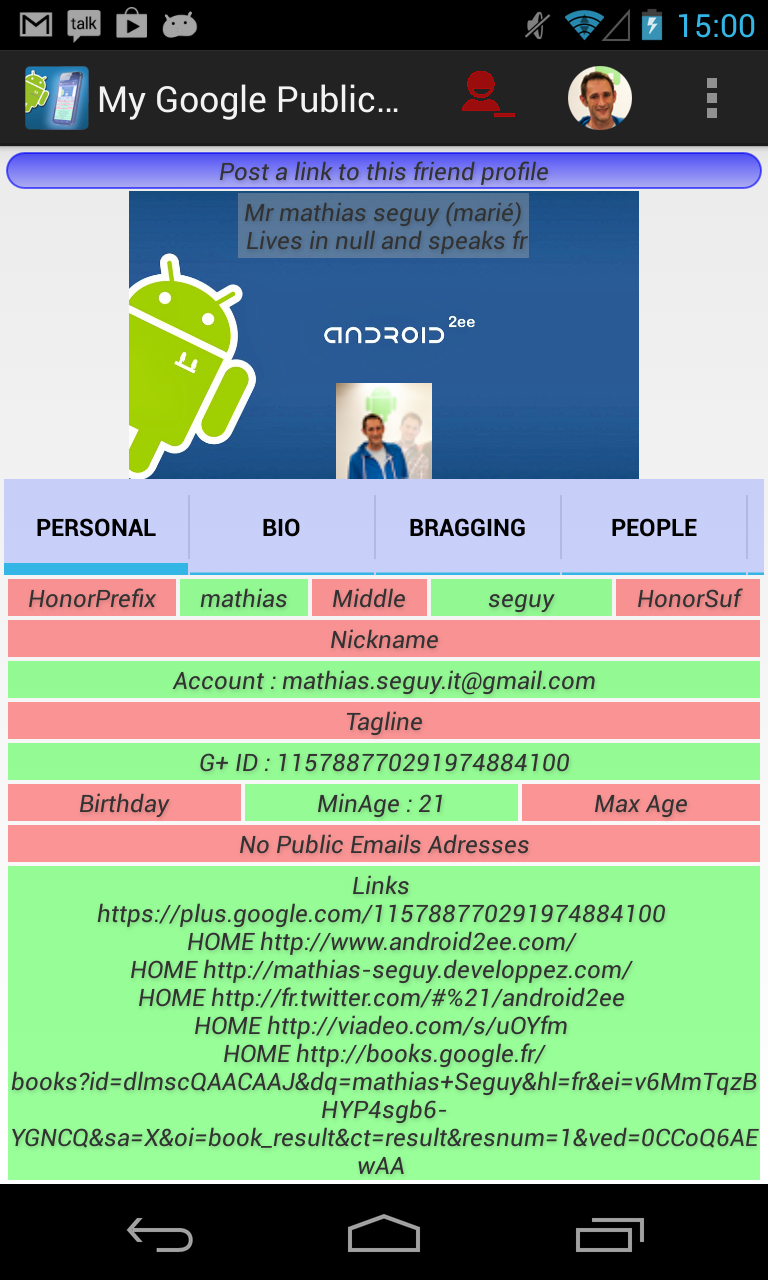 talk
15:00
My Google Public...
Post a link to this friend profile
Mr mathias seguy (marié)
Lives in null and speaks fr
ANDROID 2ee
PERSONAL BIO BRAGGING PEOPLE
HonorPrefix mathias Middle seguy HonorSuf
Nickname
Account : mathias.seguy.it@gmail.com
Tagline
G+ ID : 115788770291974884100
Birthday MinAge : 21 Max Age
No Public Emails Adresses
Links
https://plus.google.com/115788770291974884100
HOME http://www.android2ee.com/
HOME http://mathias-seguy.developpez.com/
HOME http://fr.twitter.com/#%21/android2ee
HOME http://viadeo.com/s/uOYfm
HOME http://books.google.fr/
books?id=dlmscQAACAAJ&dq=mathias+Seguy&hl=fr&ei=v6MmTqzB
HYP4sgb6-
YGNCQ&sa=X&oi=book_result&ct=result&resnum=1&ved=0CCoQ6AE
wAA